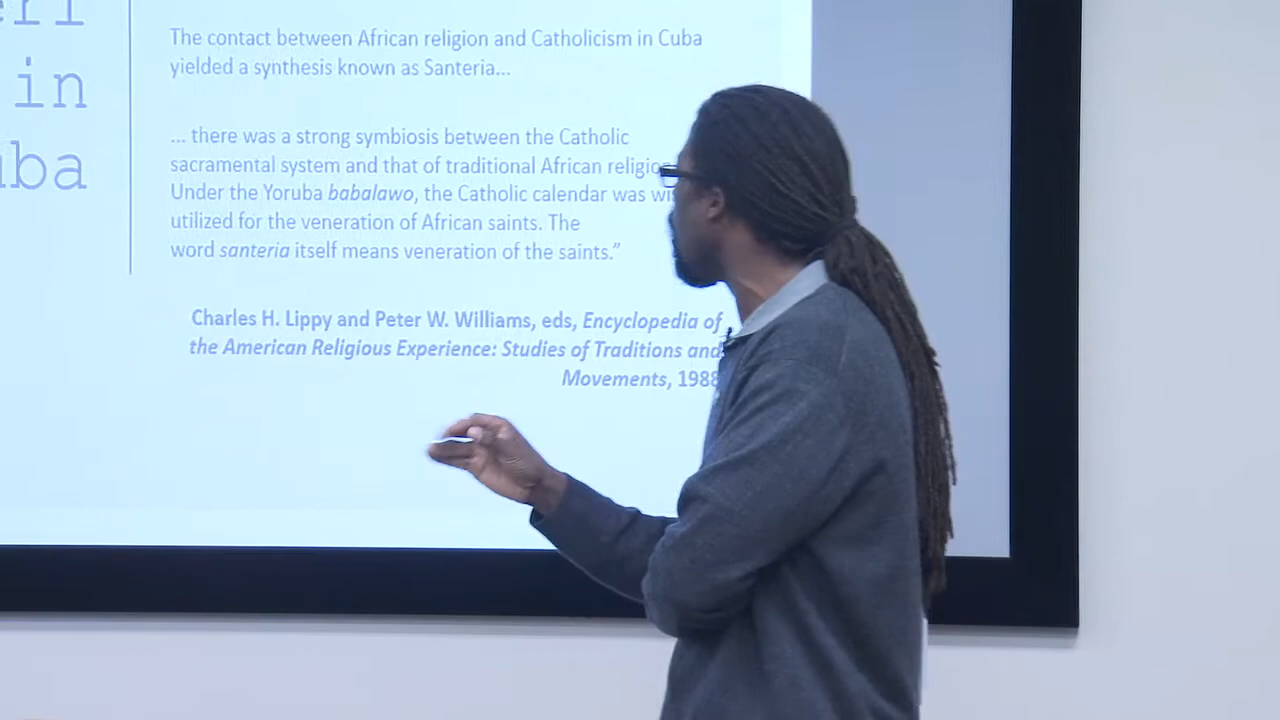 in
The contact between African religion and Catholicism in Cuba
yielded a synthesis known as Santeria...
... there was a strong symbiosis between the Catholic
sacramental system and that of traditional African
Under the Yoruba babalawo, the Catholic calendar was
utilized for the veneration of African saints. The
word santeria itself means veneration of the saints.”
Charles H. Lippy and Peter W. Williams, eds, Encyclopedia of
the American Religious Experience: Studies of Traditions and
Movements, 1988